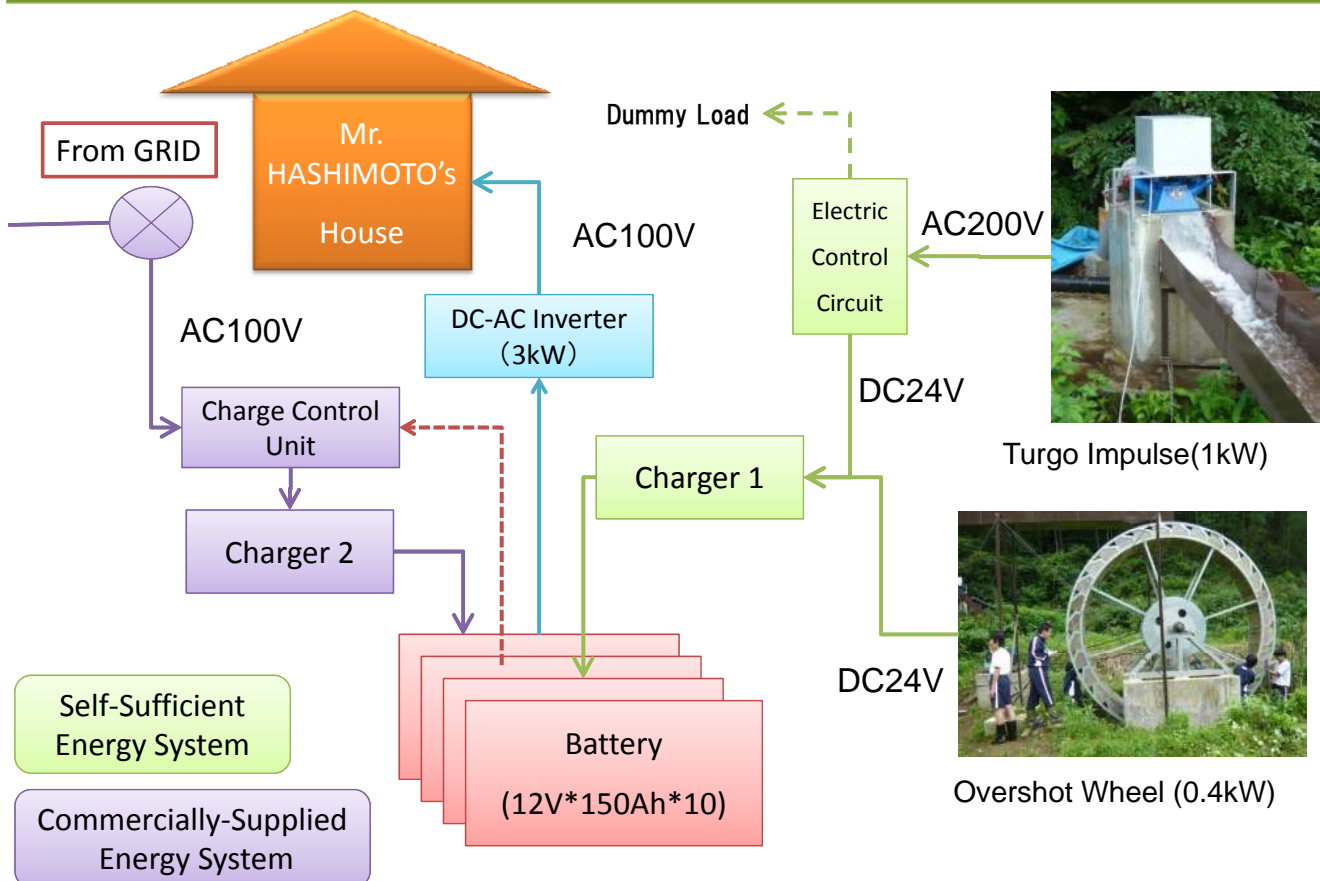 From GRID
Mr.
HASHIMOTO's
House
Dummy Load
Electric
Control
Circuit
AC200V
AC100V
AC100V
DC-AC Inverter
（3kW）
DC24V
Turgo Impulse(1kW)
Charge Control
Unit
Charger 1
Charger 2
DC24V
Battery
(12V*150Ah*10)
Overshot Wheel (0.4kW)
Self-Sufficient
Energy System
Commercially-Supplied
Energy System